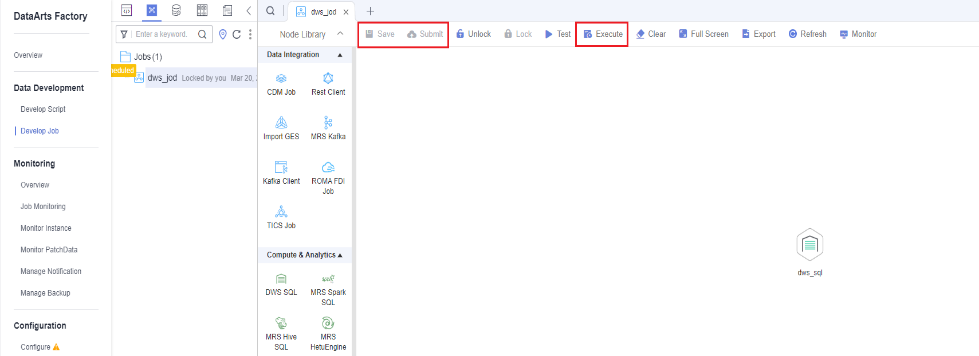 DataArts Factory
Overview
Data Development
Develop Script
Develop Job
Monitoring
Overview
Job Monitoring
Monitor Instance
Monitor PatchData
Manage Notification
Manage Backup
Configuration
Configure
Enter a keyword.
Jobs (1)
heduled
dws_jod Locked by you Mar 20, 2
dws_jod
Node Library
Save Submit Unlock Lock Test Execute Clear Full Screen Export Refresh Monitor
Data Integration
CDM Job
Rest Client
Import GES
MRS Kafka
Kafka Client
ROMA FDI
Job
TICS Job
Compute & Analytics
DWS SQL
MRS Spark
SQL
MRS Hive
SQL
MRS
HetuEngine
dws_sql